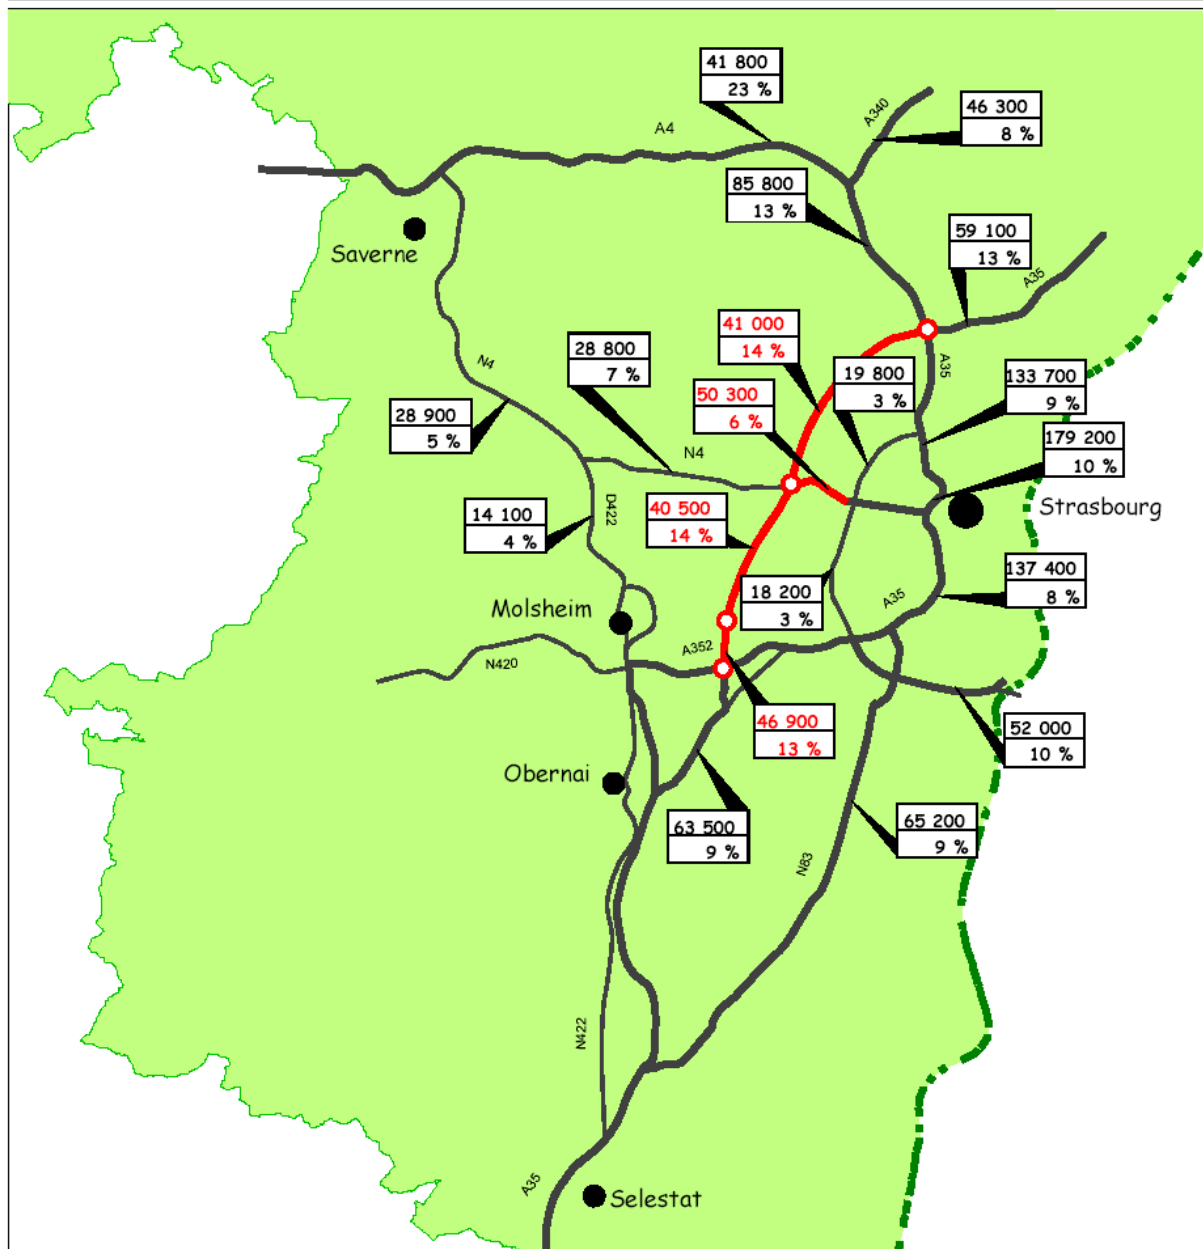 41 800
23 %
A340
46 300
8 %
A4
85 800
13 %
59 100
13 %
A35
Saverne
41 000
14 %
28 800
7 %
N4
A35
19 800
3 %
133 700
9 %
50 300
6 %
28 900
5 %
179 200
10 %
N4
40 500
14 %
D422
14 100
4 %
Strasbourg
137 400
8 %
18 200
3 %
A35
Molsheim
A352
N420
46 900
13 %
52 000
10 %
Obernai
63 500
9 %
65 200
9 %
N83
N422
A35
Selestat